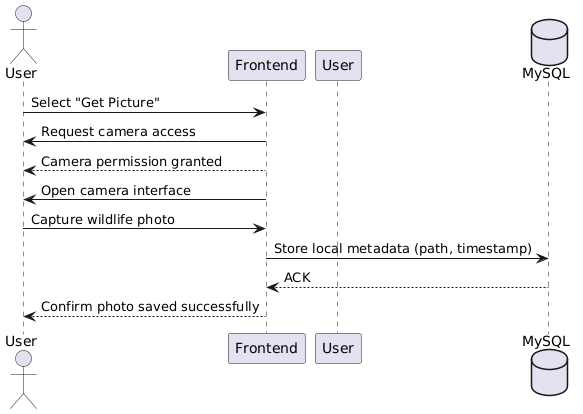 User
Frontend
User
MySQL
Select "Get Picture"
Request camera access
Camera permission granted
Open camera interface
Capture wildlife photo
Store local metadata (path, timestamp)
ACK
Confirm photo saved successfully
User
Frontend
User
MySQL